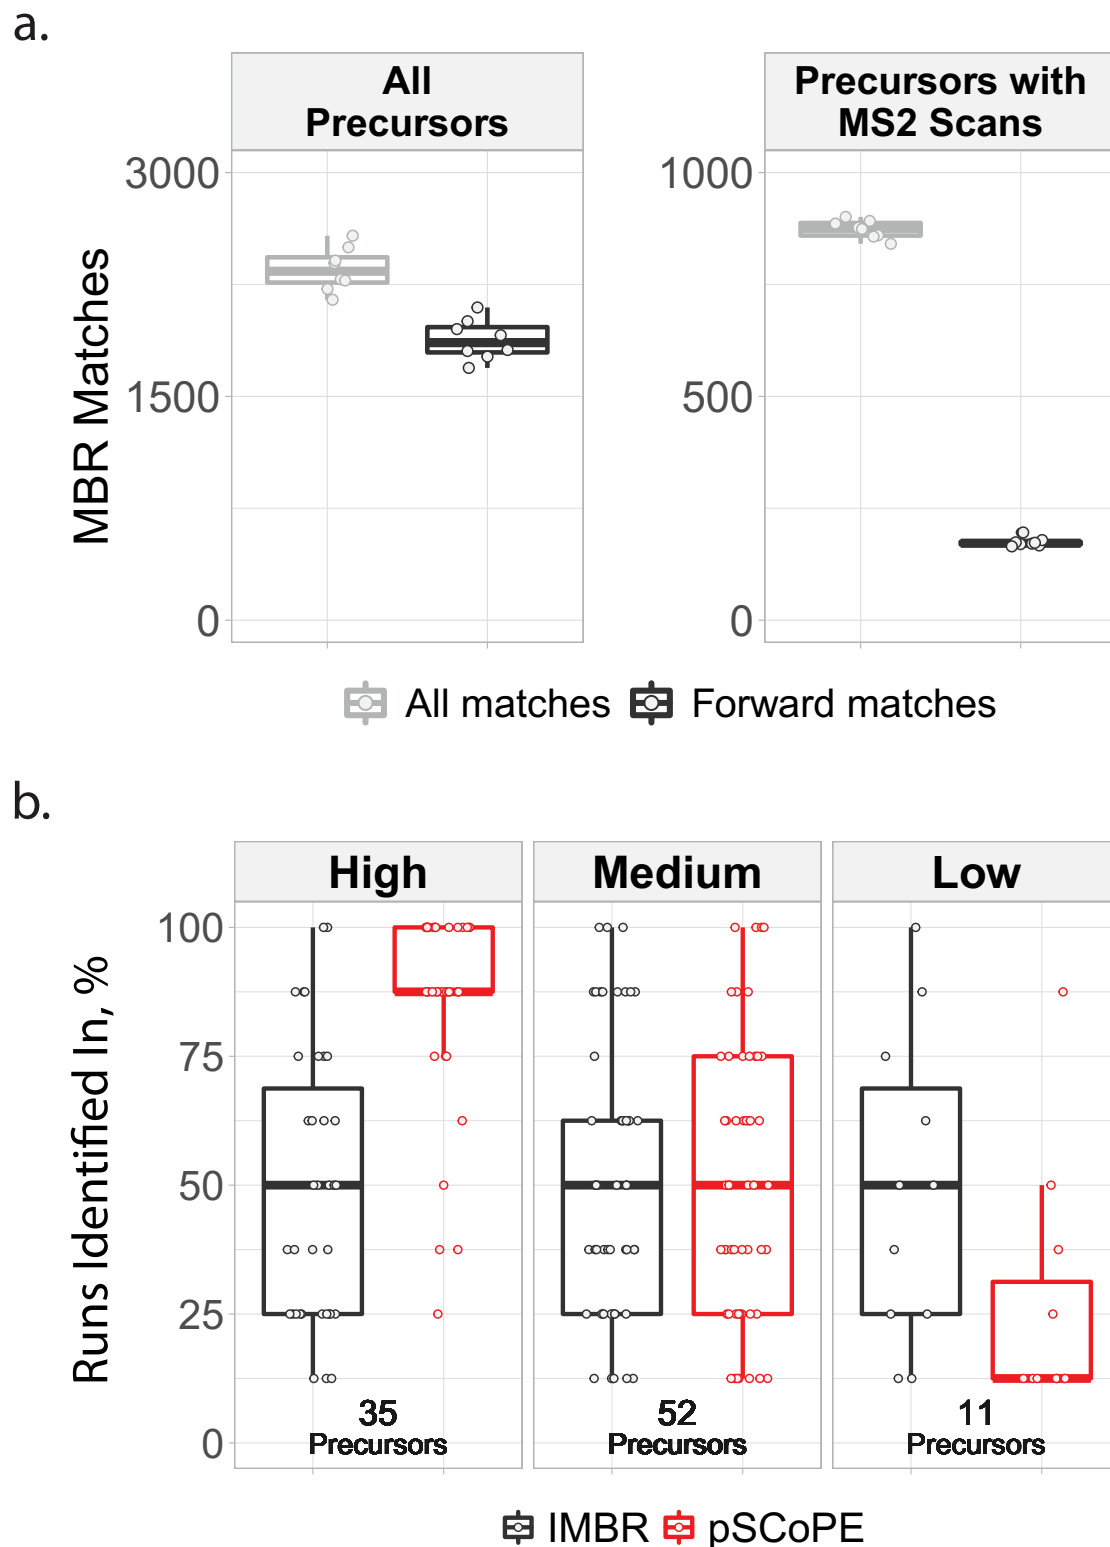 a.
All
Precursors
Precursors with
MS2 Scans
MBR Matches
3000
1500
0
1000
500
0
All matches
Forward matches
b.
High
Medium
Low
Runs Identified In, %
100
75
50
25
0
35
Precursors
52
Precursors
11
Precursors
IMBR
pSCoPE